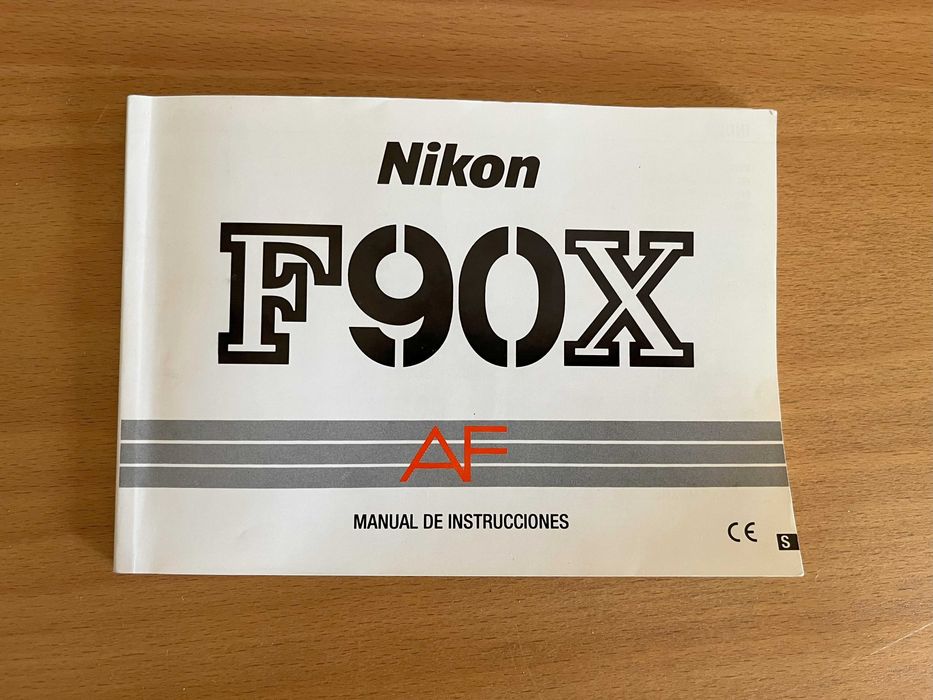 Nikon
F90X
AF
MANUAL DE INSTRUCCIONES
CE
S